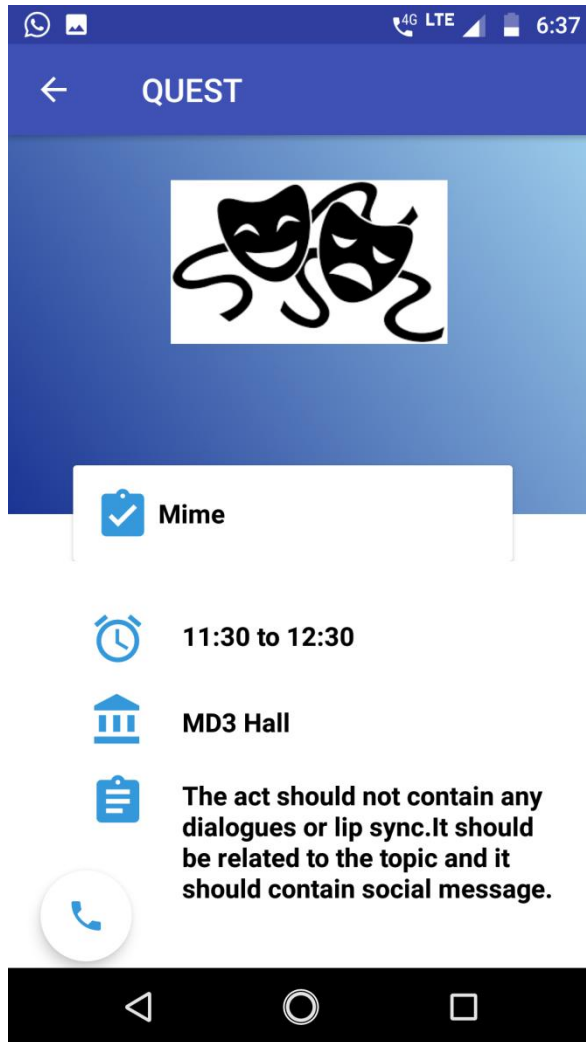 4G LTE 6:37
QUEST
Mime
11:30 to 12:30
MD3 Hall
The act should not contain any
dialogues or lip sync.It should
be related to the topic and it
should contain social message.